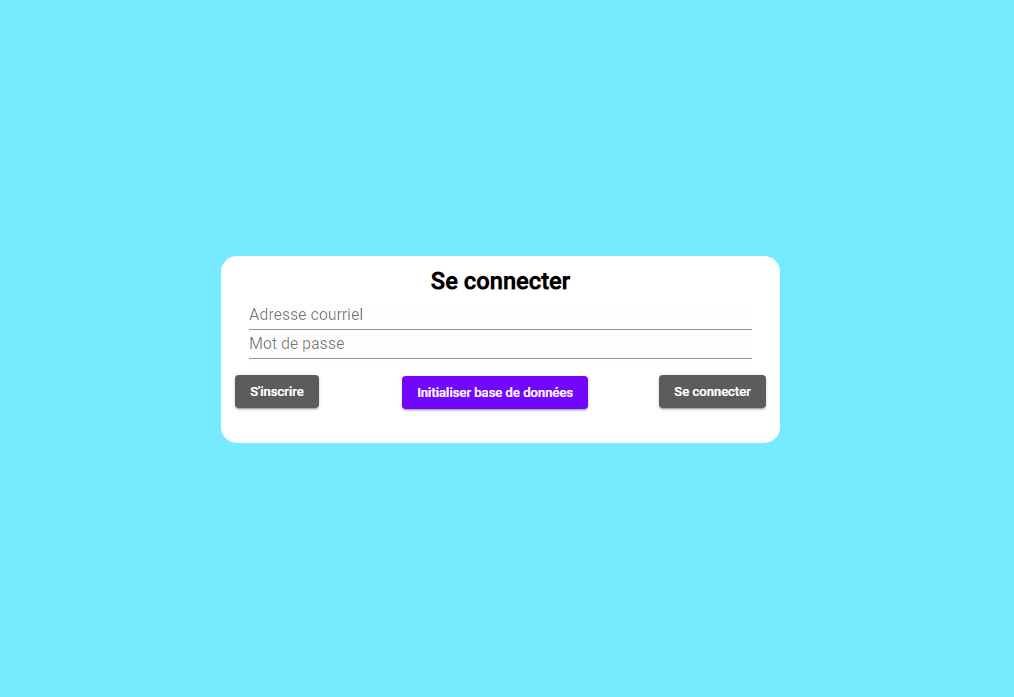 Se connecter
Adresse courriel
Mot de passe
S'inscrire
Initialiser base de données
Se connecter